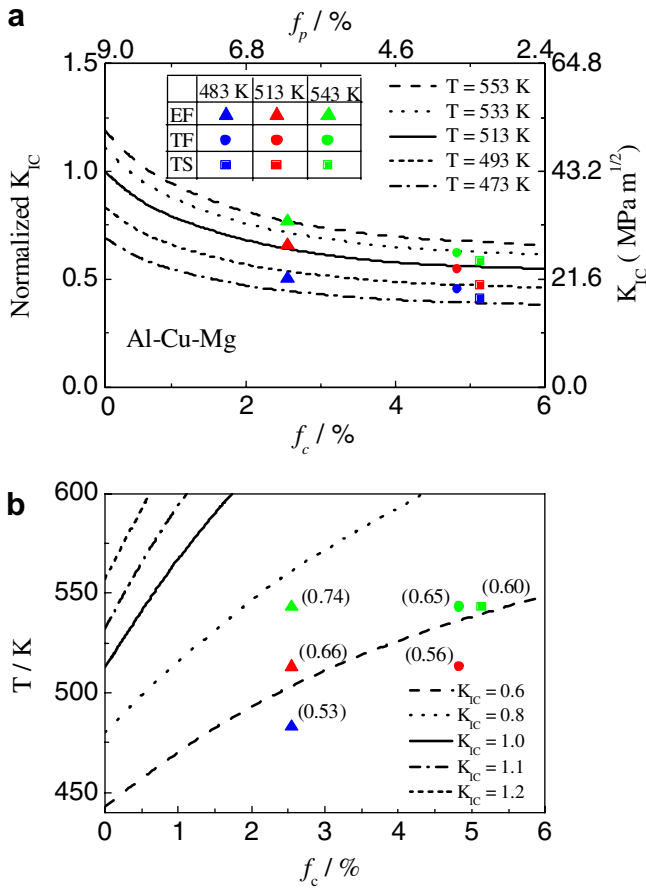 a
f_p / %
9.0 6.8 4.6 2.4
1.5 64.8
483 K 513 K 543 K
EF
TF
TS
T = 553 K
T = 533 K
T = 513 K
T = 493 K
T = 473 K
1.0 43.2
0.5 21.6
0.0 0.0
Normalized K_IC
K_IC ( MPa m^1/2)
Al-Cu-Mg
0 2 4 6
f_c / %
b
600
550
500
450
T / K
(0.74) (0.65) (0.60)
(0.66) (0.56)
(0.53)
K_IC = 0.6
K_IC = 0.8
K_IC = 1.0
K_IC = 1.1
K_IC = 1.2
0 1 2 3 4 5 6
f_c / %